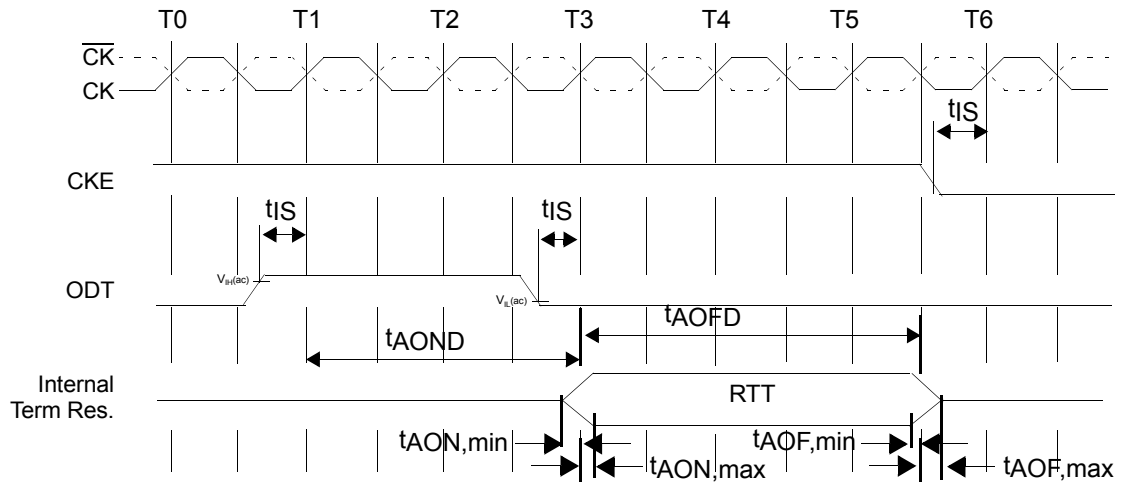 T0 T1 T2 T3 T4 T5 T6
CK
CK
tIS
CKE
tIS tIS
VIH(ac)
ODT
VIL(ac)
tAOND tAOFD
Internal
Term Res.
RTT
tAON,min tAOF,min
tAON,max tAOF,max